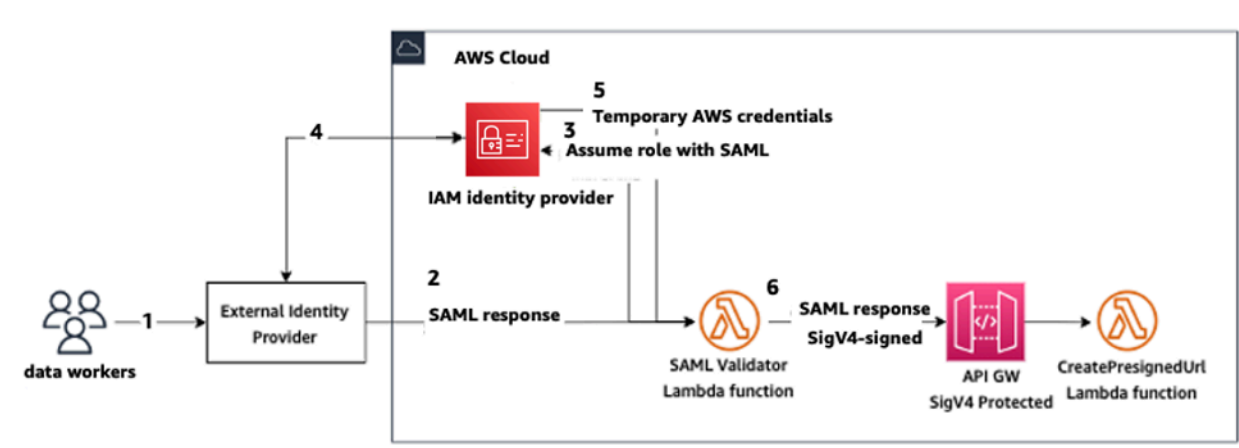 AWS Cloud
5
Temporary AWS credentials
3
Assume role with SAML
4
IAM identity provider
2
SAML response
1
External Identity
Provider
data workers
6
SAML response
SigV4-signed
SAML Validator
Lambda function
API GW
SigV4 Protected
CreatePresignedUrl
Lambda function